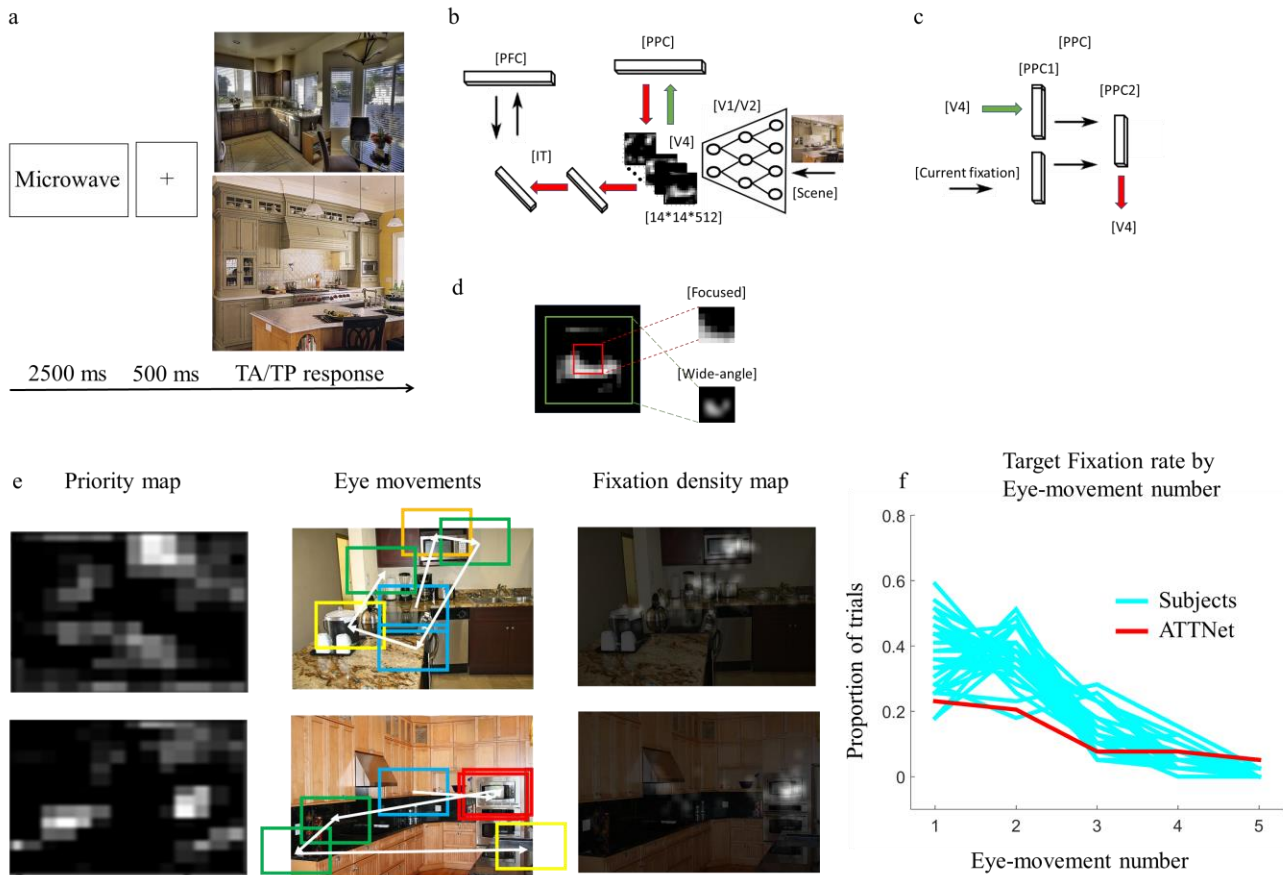 a
Microwave
+
2500 ms
500 ms
TA/TP response
b
[PFC]
[PPC]
[V1/V2]
[V4]
[IT]
[Scene]
[14*14*512]
c
[PPC]
[PPC1]
[PPC2]
[V4]
[Current fixation]
[V4]
d
[Focused]
[Wide-angle]
e
Priority map
Eye movements
Fixation density map
f
Target Fixation rate by
Eye-movement number
Proportion of trials
0.8
0.6
0.4
0.2
0
Subjects
ATTNet
1 2 3 4 5
Eye-movement number